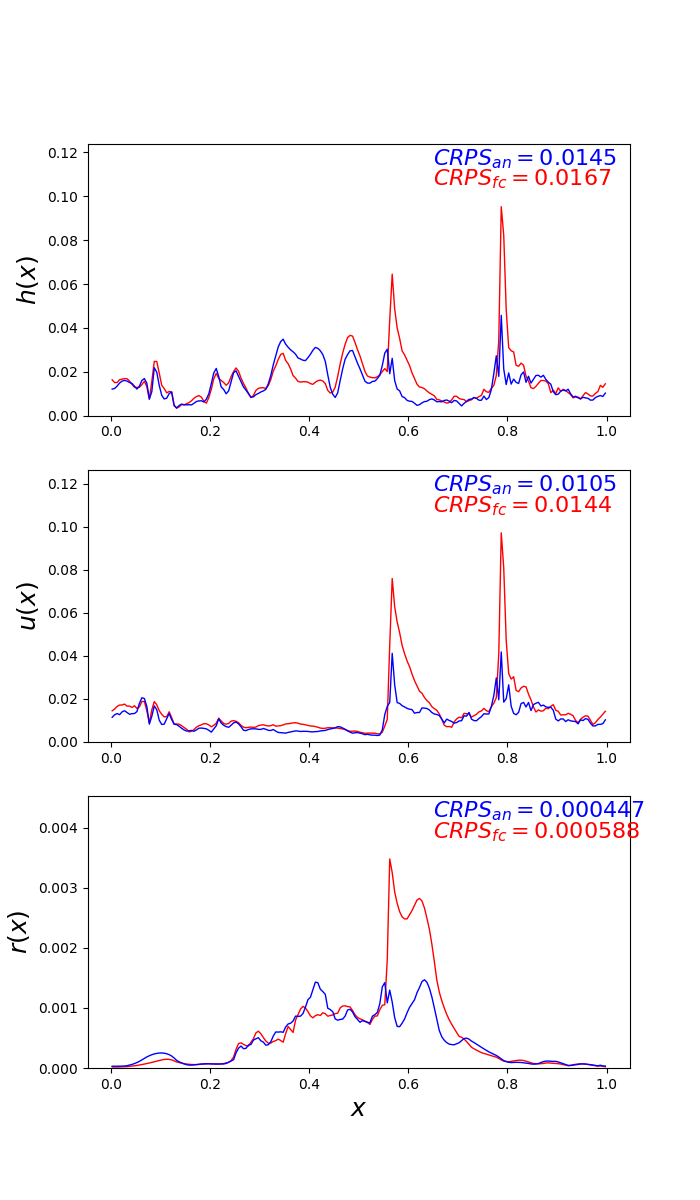 CRPS_an = 0.0145
CRPS_fc = 0.0167
0.12
0.10
0.08
0.06
0.04
0.02
0.00
h(x)
0.0 0.2 0.4 0.6 0.8 1.0
CRPS_an = 0.0105
CRPS_fc = 0.0144
0.12
0.10
0.08
0.06
0.04
0.02
0.00
u(x)
0.0 0.2 0.4 0.6 0.8 1.0
CRPS_an = 0.000447
CRPS_fc = 0.000588
0.004
0.003
0.002
0.001
0.000
r(x)
0.0 0.2 0.4 0.6 0.8 1.0
x